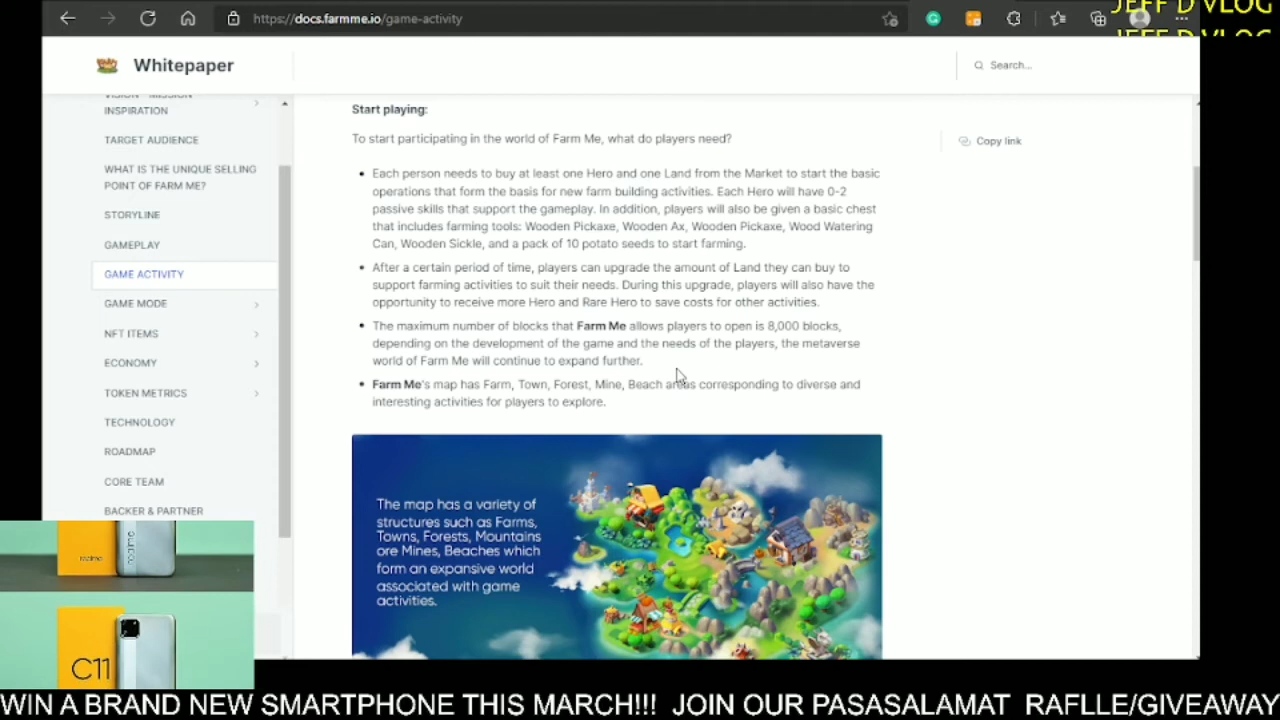 JEFF D VLOG
JEFF D VLOG
https://docs.farmme.io/game-activity
Whitepaper
Search...
INSPIRATION
TARGET AUDIENCE
WHAT IS THE UNIQUE SELLING
POINT OF FARM ME?
STORYLINE
GAMEPLAY
GAME ACTIVITY
GAME MODE
NFT ITEMS
ECONOMY
TOKEN METRICS
TECHNOLOGY
ROADMAP
CORE TEAM
BACKER & PARTNER
Start playing:
To start participating in the world of Farm Me, what do players need?
Copy link
• Each person needs to buy at least one Hero and one Land from the Market to start the basic
operations that form the basis for new farm building activities. Each Hero will have 0-2
passive skills that support the gameplay. In addition, players will also be given a basic chest
that includes farming tools: Wooden Pickaxe, Wooden Ax, Wooden Pickaxe, Wood Watering
Can, Wooden Sickle, and a pack of 10 potato seeds to start farming.
• After a certain period of time, players can upgrade the amount of Land they can buy to
support farming activities to suit their needs. During this upgrade, players will also have the
opportunity to receive more Hero and Rare Hero to save costs for other activities.
• The maximum number of blocks that Farm Me allows players to open is 8,000 blocks,
depending on the development of the game and the needs of the players, the metaverse
world of Farm Me will continue to expand further.
• Farm Me's map has Farm, Town, Forest, Mine, Beach areas corresponding to diverse and
interesting activities for players to explore.
The map has a variety of
structures such as Farms,
Towns, Forests, Mountains
ore Mines, Beaches which
form an expansive world
associated with game
activities.
realme
realme
C11
WIN A BRAND NEW SMARTPHONE THIS MARCH!!! JOIN OUR PASASALAMAT RAFLLE/GIVEAWAY